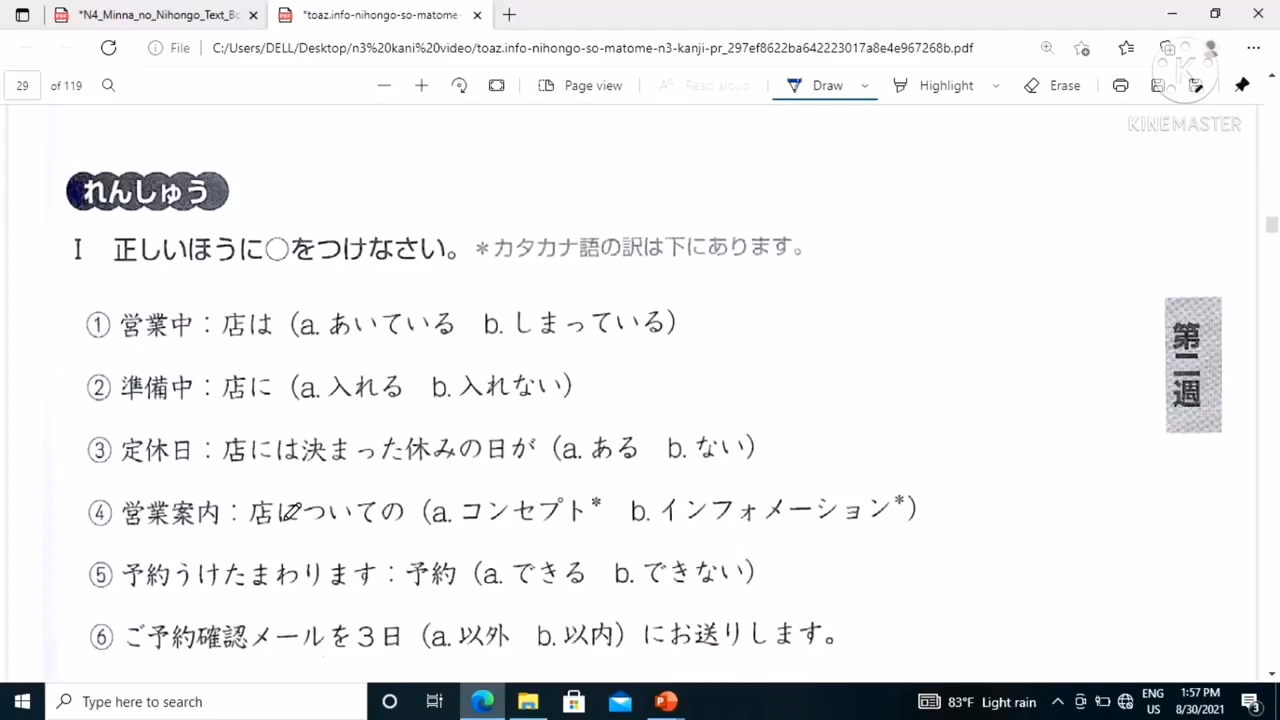 *N4_Minna_no_Nihongo_Text_Bo
*toaz.info-nihongo-so-matome-
File
C:/Users/DELL/Desktop/n3%20kani%20video/toaz.info-nihongo-so-matome-n3-kanji-pr_297ef8622ba642223017a8e4e967268b.pdf
29 of 119
Page view
Read aloud
Draw
Highlight
Erase
K
KINEMASTER
れんしゅう
I 正しいほうに○をつけなさい。 *カタカナ語の訳は下にあります。
① 営業中:店は (a. あいている b. しまっている)
② 準備中:店に (a. 入れる b. 入れない)
③ 定休日:店には決まった休みの日が (a. ある b. ない)
④ 営業案内:店についての (a. コンセプト* b. インフォメーション*)
⑤ 予約うけたまわります:予約 (a. できる b. できない)
⑥ ご予約確認メールを3日 (a. 以外 b. 以内) にお送りします。
第二週
Type here to search
83°F Light rain
ENG
US
1:57 PM
8/30/2021
3